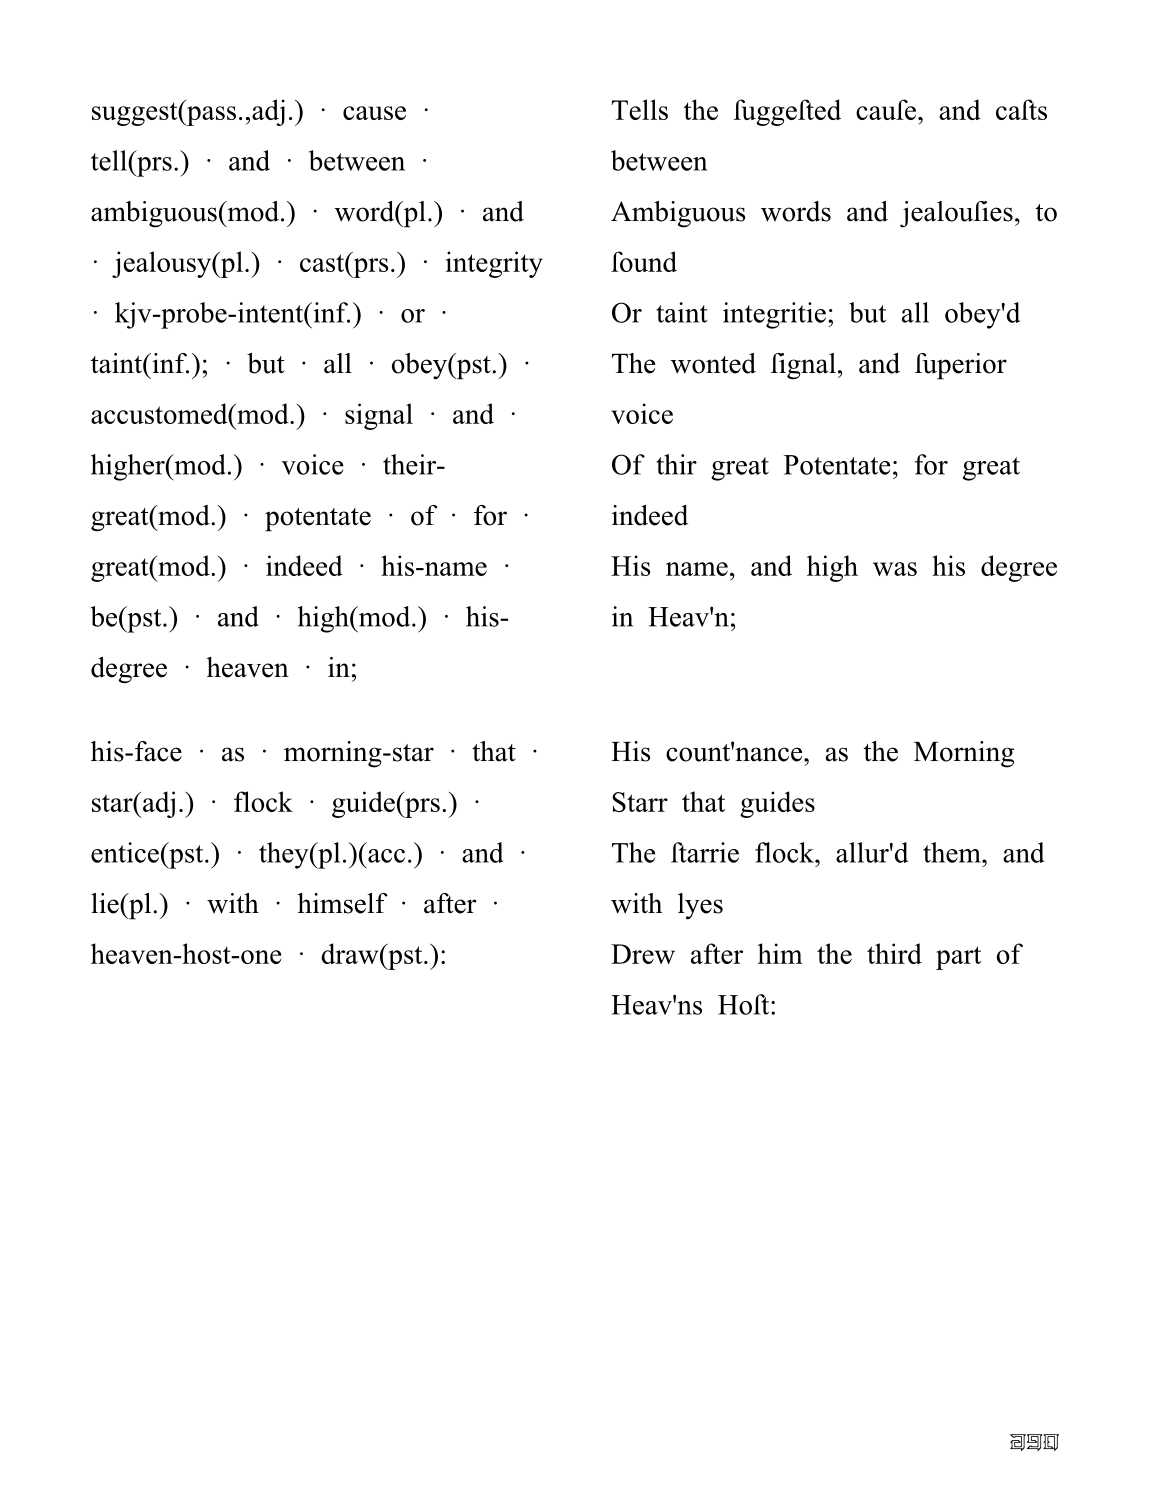 suggest(pass.,adj.) · cause ·
tell(prs.) · and · between ·
ambiguous(mod.) · word(pl.) · and
· jealousy(pl.) · cast(prs.) · integrity
· kjv-probe-intent(inf.) · or ·
taint(inf.); · but · all · obey(pst.) ·
accustomed(mod.) · signal · and ·
higher(mod.) · voice · their-
great(mod.) · potentate · of · for ·
great(mod.) · indeed · his-name ·
be(pst.) · and · high(mod.) · his-
degree · heaven · in;
Tells the ſuggeſted cauſe, and caſts
between
Ambiguous words and jealouſies, to
ſound
Or taint integritie; but all obey'd
The wonted ſignal, and ſuperior
voice
Of thir great Potentate; for great
indeed
His name, and high was his degree
in Heav'n;
his-face · as · morning-star · that ·
star(adj.) · flock · guide(prs.) ·
entice(pst.) · they(pl.)(acc.) · and ·
lie(pl.) · with · himself · after ·
heaven-host-one · draw(pst.):
His count'nance, as the Morning
Starr that guides
The ſtarrie flock, allur'd them, and
with lyes
Drew after him the third part of
Heav'ns Hoſt: